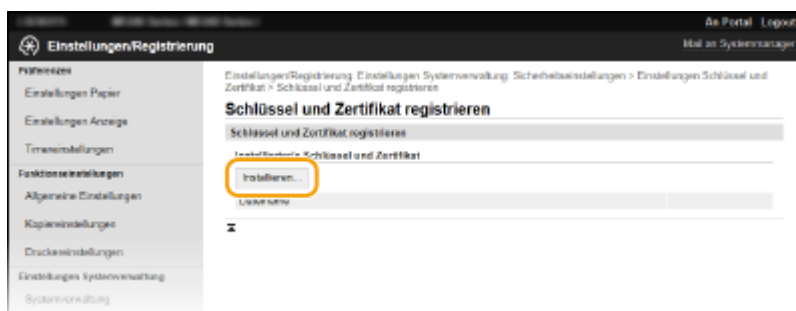 An Portal Logout
Einstellungen/Registrierung
Mail an Systemmanager
Präferenzen
Einstellungen Papier
Einstellungen Anzeige
Timereinstellungen
Funktionseinstellungen
Allgemeine Einstellungen
Kopiereinstellungen
Druckereinstellungen
Einstellungen Systemverwaltung
Systemverwaltung
Einstellungen/Registrierung: Einstellungen Systemverwaltung: Sicherheitseinstellungen > Einstellungen Schlüssel und
Zertifikat > Schlüssel und Zertifikat registrieren
Schlüssel und Zertifikat registrieren
Schlüssel und Zertifikat registrieren
Installierte/s Schlüssel und Zertifikat
Installieren...
Dateiname